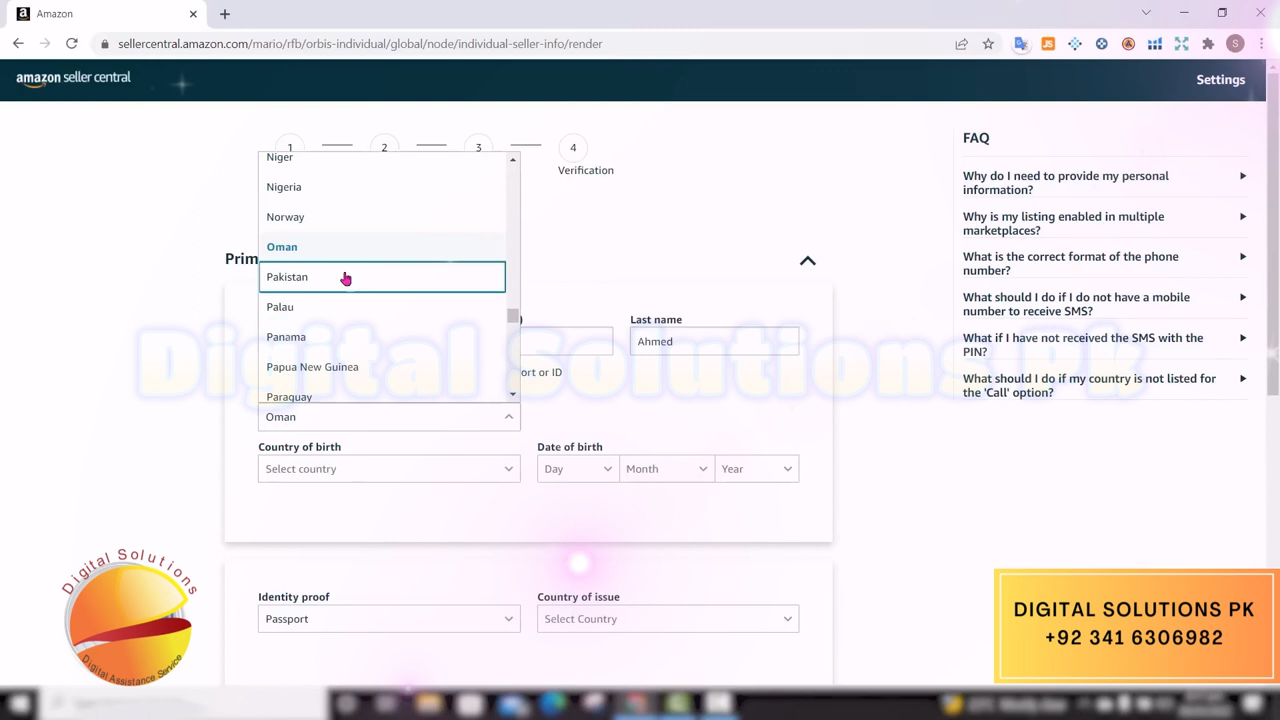 Amazon
sellercentral.amazon.com/mario/rfb/obis-individual/global/node/individual-seller-info/render
JS
S
amazon seller central
Settings
1
2
3
4
Verification
Niger
Nigeria
Norway
Oman
Prim
Pakistan
Palau
Panama
Papua New Guinea
Paraguay
Oman
)
Last name
Ahmed
ort or ID
Country of birth
Select country
Date of birth
Day
Month
Year
Identity proof
Passport
Country of issue
Select Country
FAQ
Why do I need to provide my personal
information?
Why is my listing enabled in multiple
marketplaces?
What is the correct format of the phone
number?
What should I do if I do not have a mobile
number to receive SMS?
What if I have not received the SMS with the
PIN?
What should I do if my country is not listed for
the 'Call' option?
Digital Solutions Pk
Digital Solutions
Digital Assistance Service
DIGITAL SOLUTIONS PK
+92 341 6306982